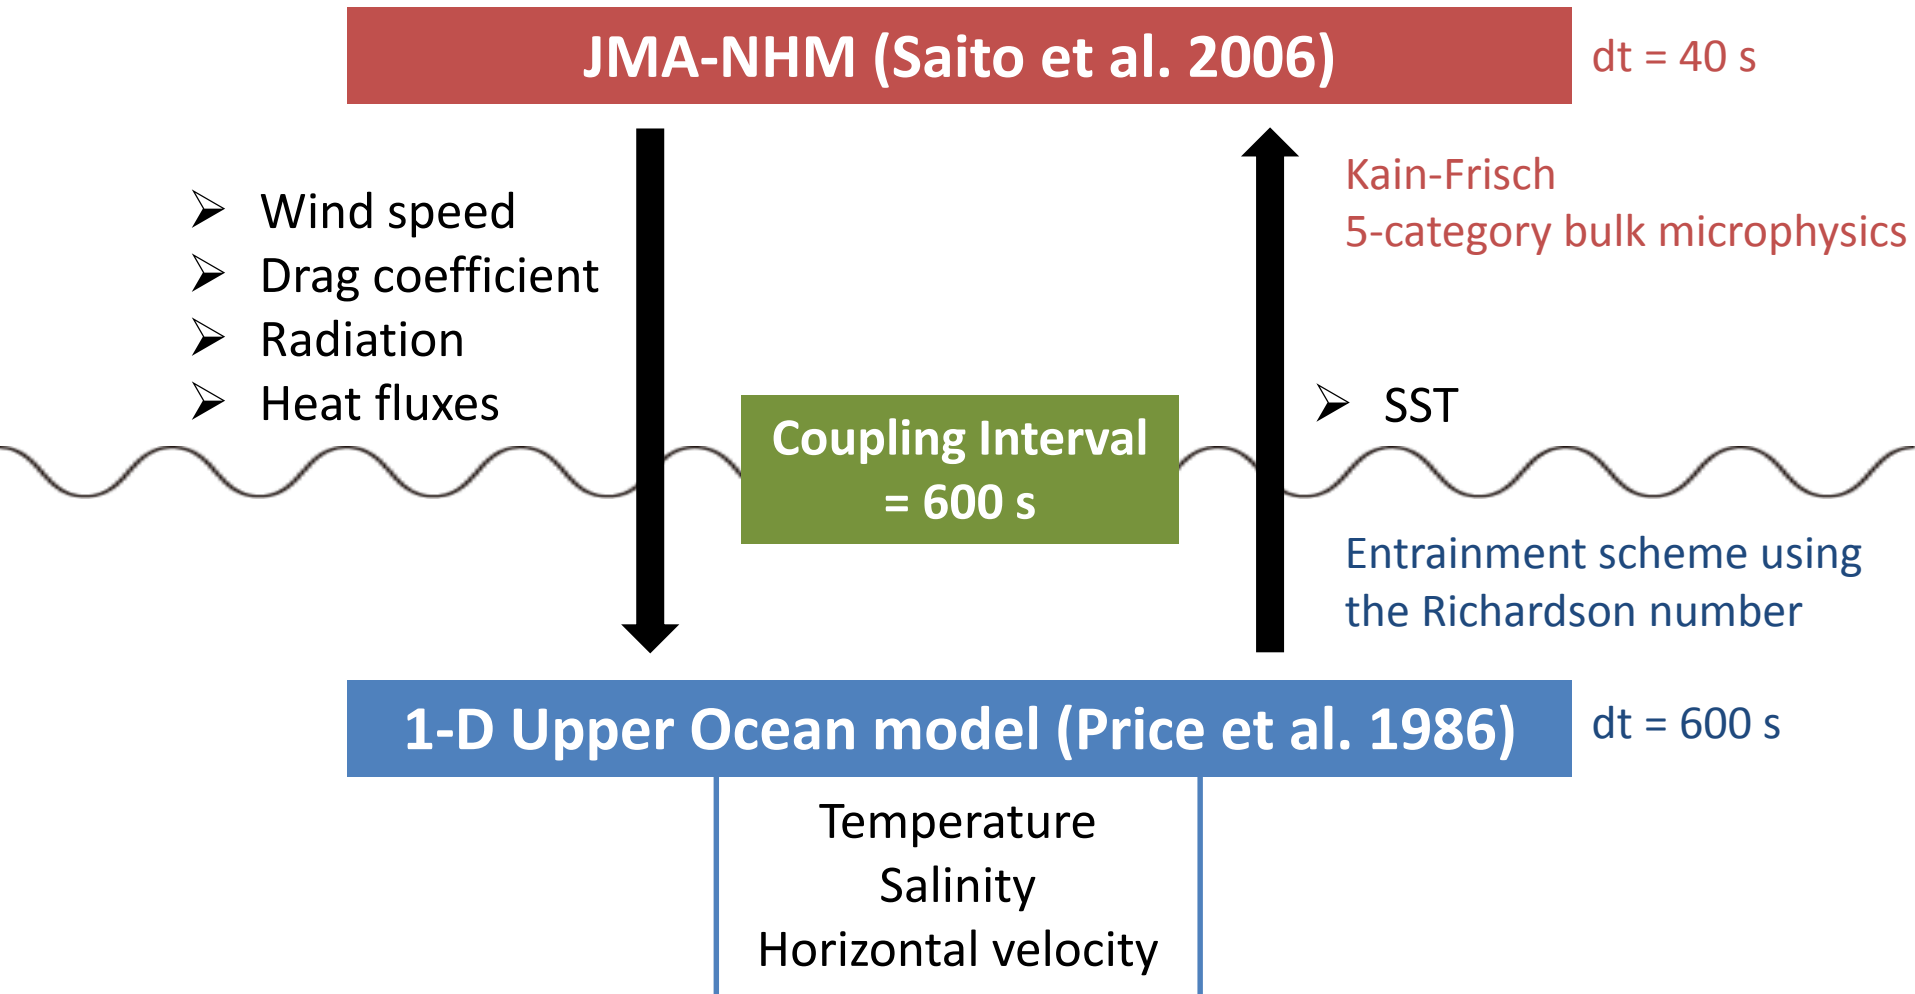 JMA-NHM (Saito et al. 2006)
dt = 40 s
Wind speed
Drag coefficient
Radiation
Heat fluxes
Kain-Frisch
5-category bulk microphysics
SST
Coupling Interval
= 600 s
Entrainment scheme using
the Richardson number
1-D Upper Ocean model (Price et al. 1986)
dt = 600 s
Temperature
Salinity
Horizontal velocity